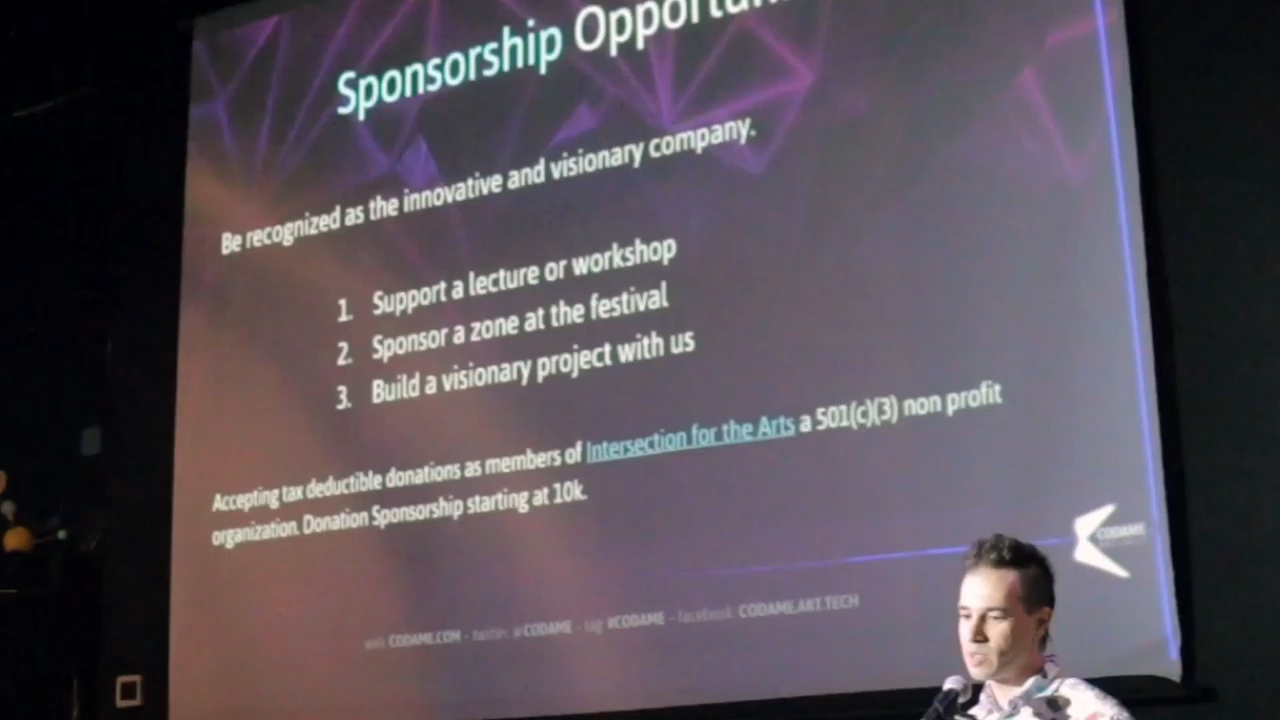 Sponsorship
Be recognized as the innovative and visionary company.
1. Support a lecture or workshop
2. Sponsor a zone at the festival
3. Build a visionary project with us
Accepting tax deductible donations as members of Intersection for the Arts a 501(c)(3) non profit
organization. Donation Sponsorship starting at 10k.
CODAME
web: CODAME.COM - twitter: @CODAME - tag: #CODAME - facebook: CODAME.ART.TECH